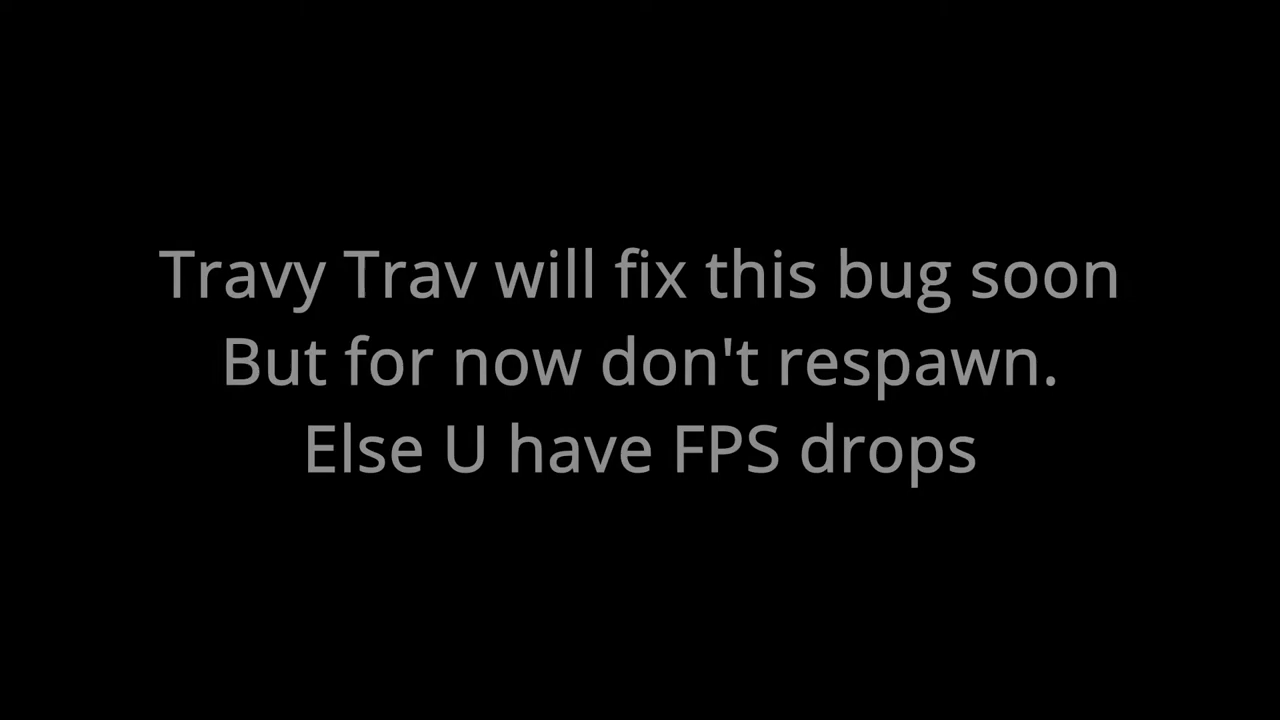 Travy Trav will fix this bug soon
But for now don't respawn.
Else U have FPS drops